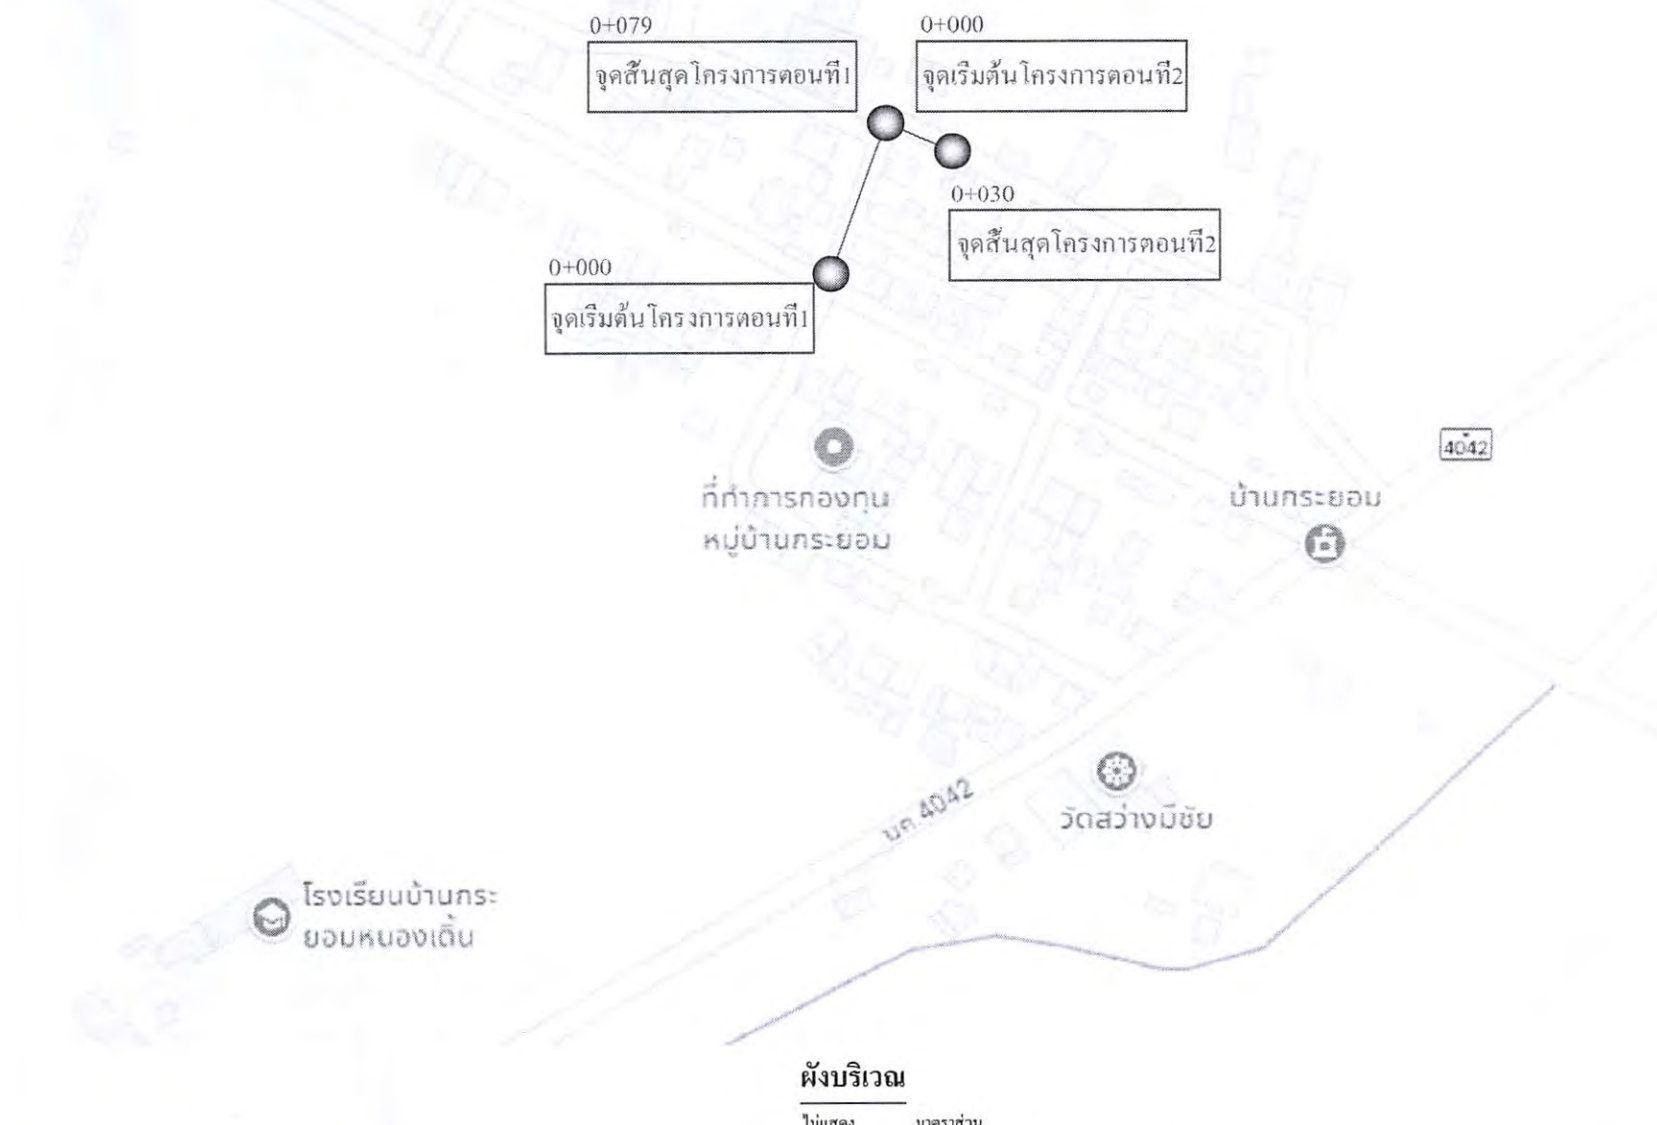 0+079
จุดสิ้นสุดโครงการตอนที่1
0+000
จุดเริ่มต้นโครงการตอนที่2
0+030
จุดสิ้นสุดโครงการตอนที่2
0+000
จุดเริ่มต้นโครงการตอนที่1
4042
ที่ทำการกองทุน
หมู่บ้านกระยอม
บ้านกระยอม
นค.4042
วัดสว่างมีชัย
โรงเรียนบ้านกระ
ยอมหนองเดิ่น
ผังบริเวณ
ไม่แสดง มาตราส่วน